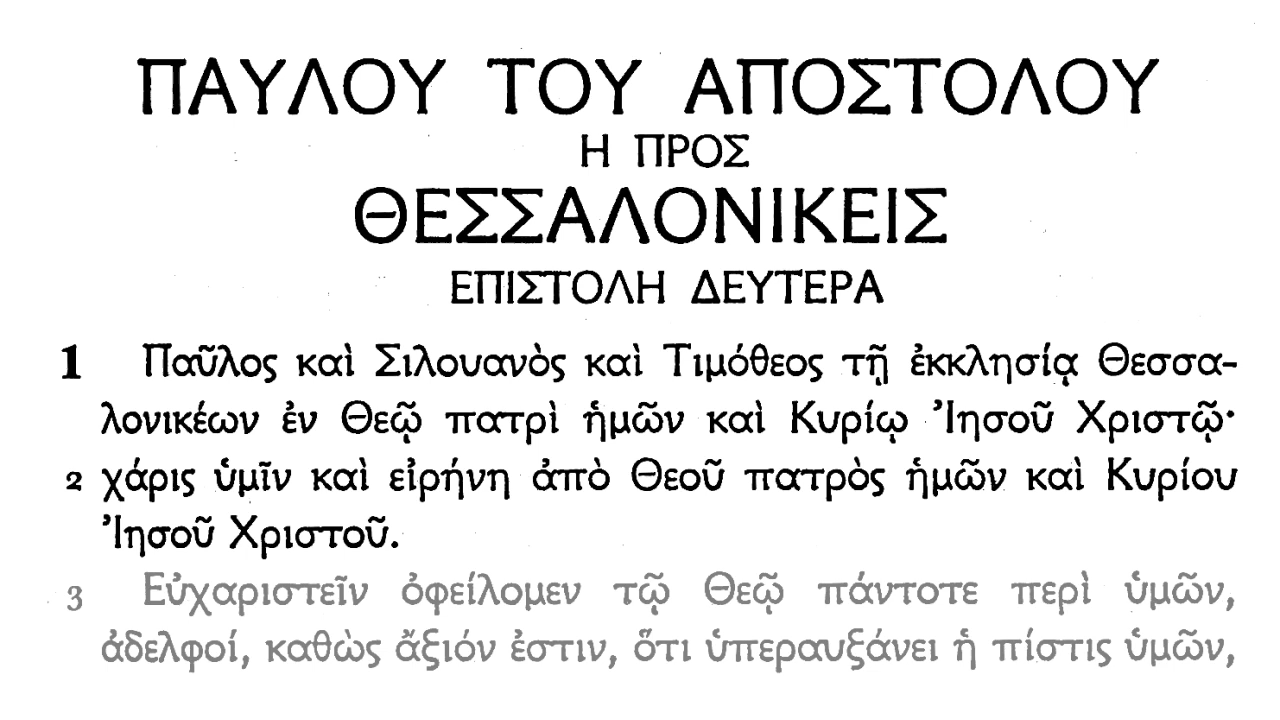 ΠΑΥΛΟΥ ΤΟΥ ΑΠΟΣΤΟΛΟΥ
Η ΠΡΟΣ
ΘΕΣΣΑΛΟΝΙΚΕΙΣ
ΕΠΙΣΤΟΛΗ ΔΕΥΤΕΡΑ
1 Παῦλος καὶ Σιλουανὸς καὶ Τιμόθεος τῇ ἐκκλησίᾳ Θεσσα-
λονικέων ἐν Θεῷ πατρὶ ἡμῶν καὶ Κυρίῳ Ἰησοῦ Χριστῷ·
2 χάρις ὑμῖν καὶ εἰρήνη ἀπὸ Θεοῦ πατρὸς ἡμῶν καὶ Κυρίου
Ἰησοῦ Χριστοῦ.
3 Εὐχαριστεῖν ὀφείλομεν τῷ Θεῷ πάντοτε περὶ ὑμῶν,
ἀδελφοί, καθὼς ἄξιόν ἐστιν, ὅτι ὑπεραυξάνει ἡ πίστις ὑμῶν,